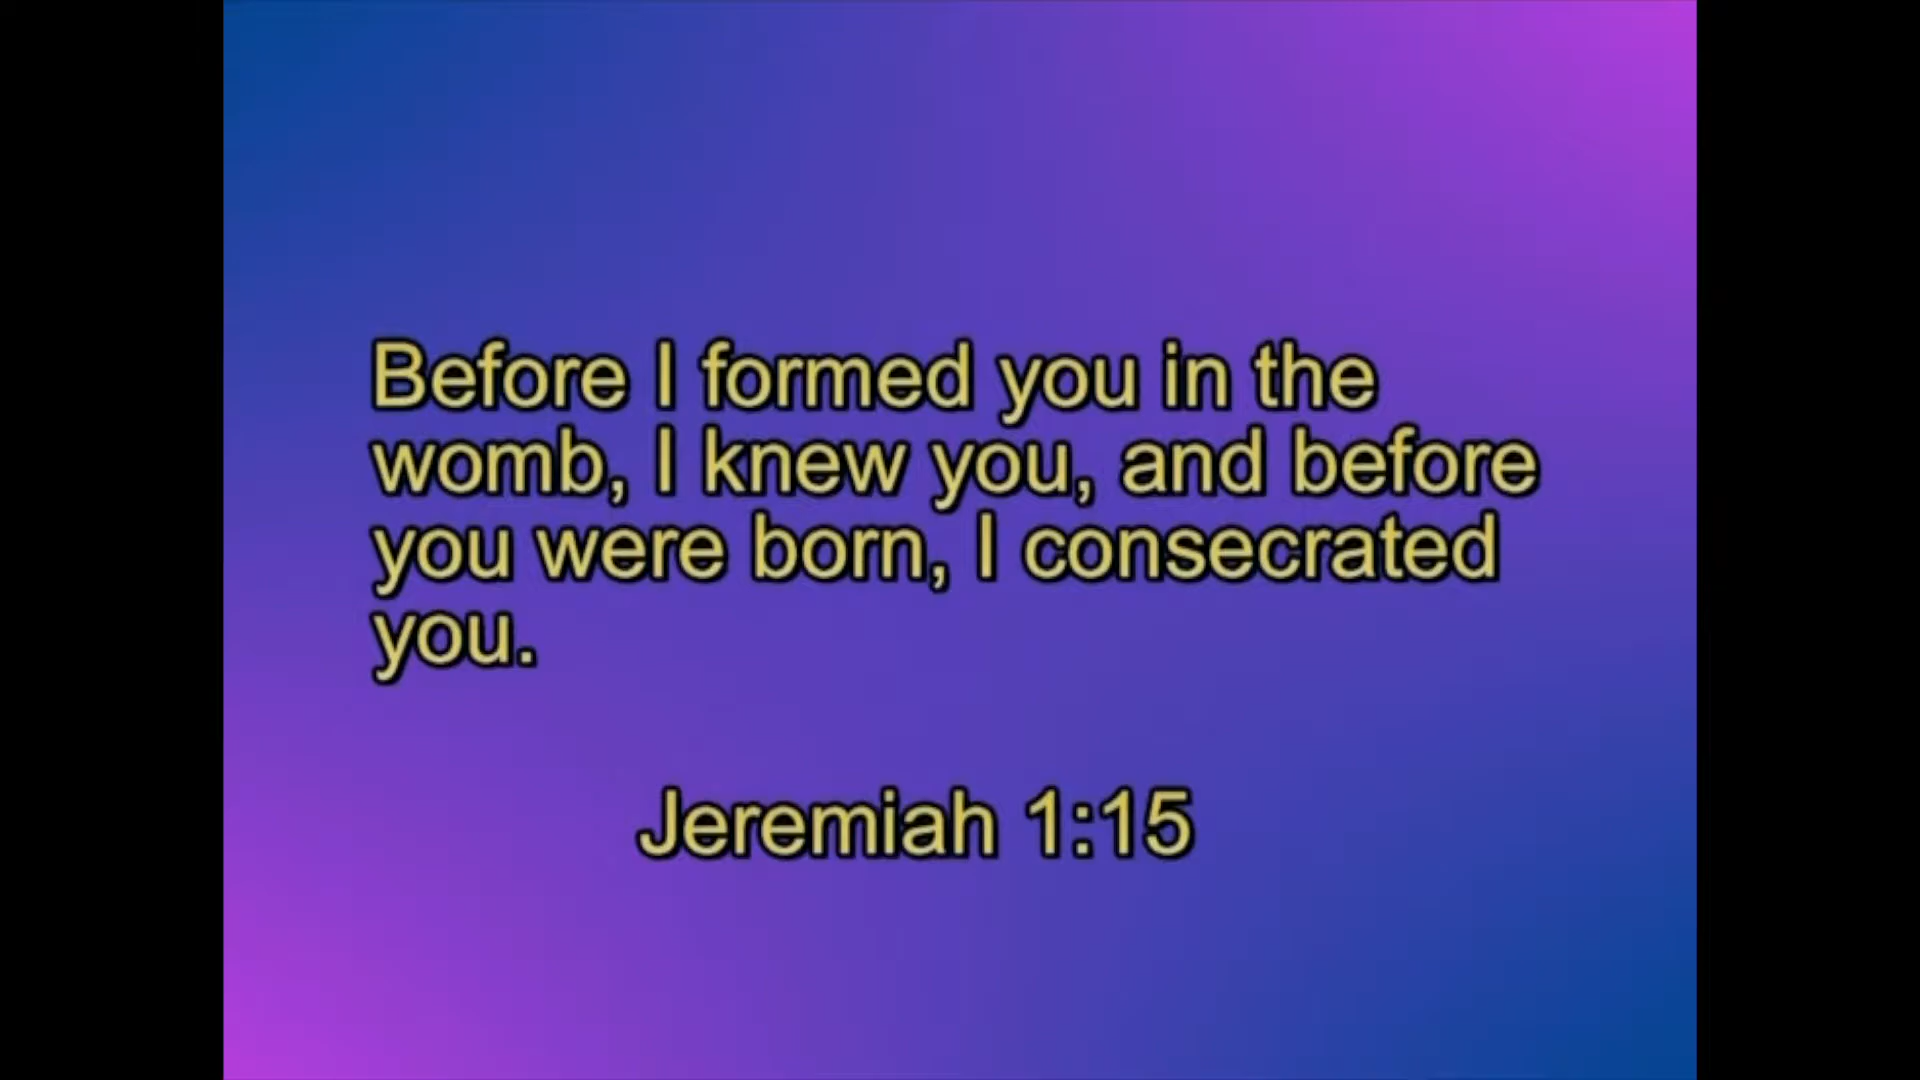 Before I formed you in the
womb, I knew you, and before
you were born, I consecrated
you.
Jeremiah 1:15